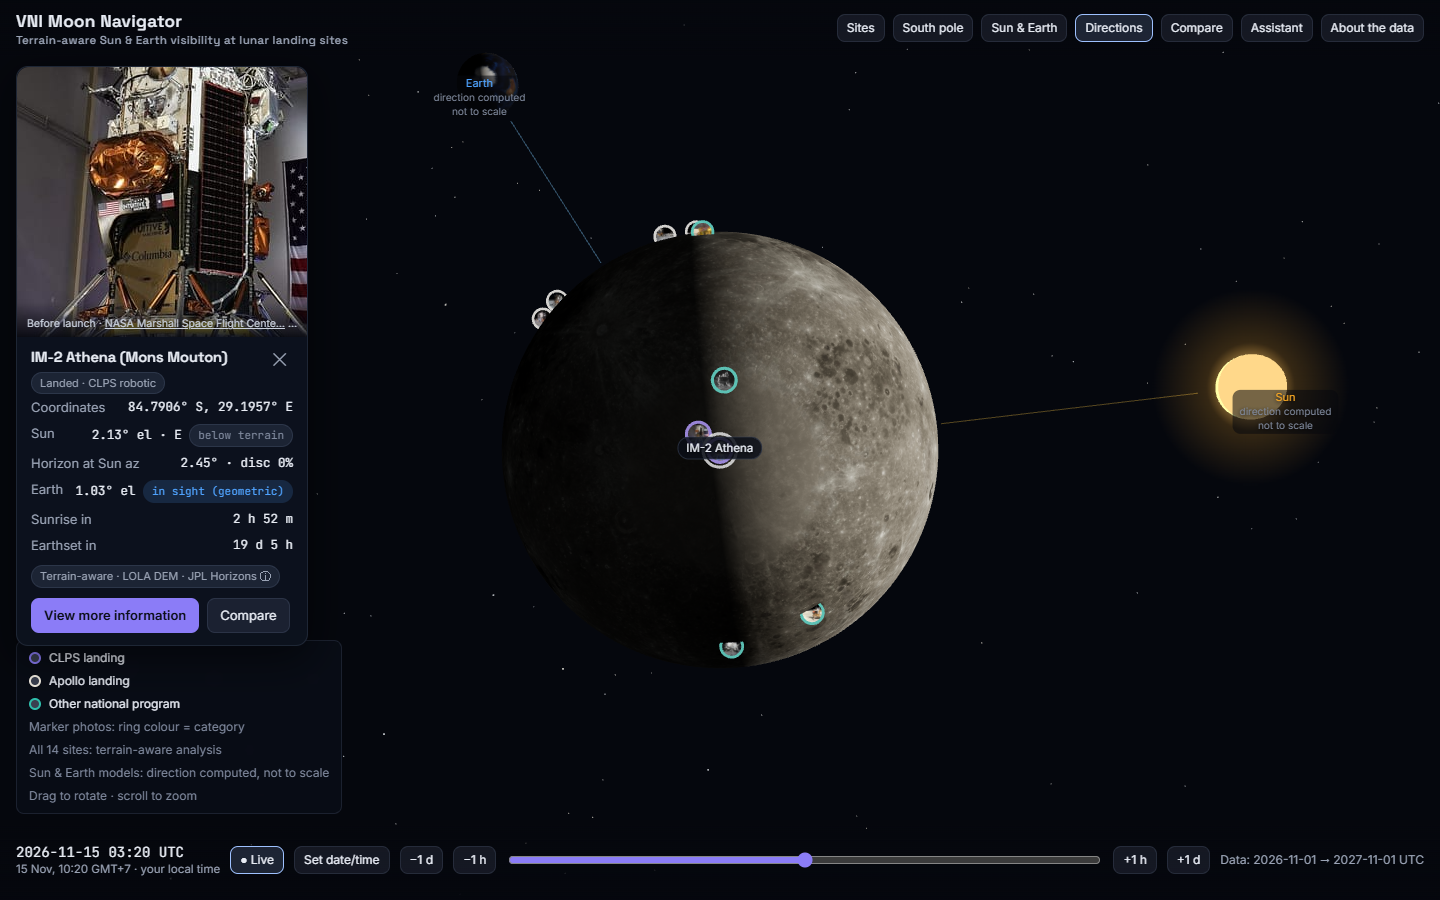 VNI Moon Navigator
Terrain-aware Sun & Earth visibility at lunar landing sites
Sites
South pole
Sun & Earth
Directions
Compare
Assistant
About the data
Earth
direction computed
not to scale
Columbia
Before launch · NASA Marshall Space Flight Cente... ...
IM-2 Athena (Mons Mouton)
Landed · CLPS robotic
Coordinates 84.7906° S, 29.1957° E
Sun 2.13° el · E below terrain
Horizon at Sun az 2.45° · disc 0%
Earth 1.03° el in sight (geometric)
Sunrise in 2 h 52 m
Earthset in 19 d 5 h
Terrain-aware · LOLA DEM · JPL Horizons ⓘ
View more information
Compare
IM-2 Athena
Sun
direction computed
not to scale
CLPS landing
Apollo landing
Other national program
Marker photos: ring colour = category
All 14 sites: terrain-aware analysis
Sun & Earth models: direction computed, not to scale
Drag to rotate · scroll to zoom
2026-11-15 03:20 UTC
15 Nov, 10:20 GMT+7 · your local time
● Live
Set date/time
−1 d
−1 h
+1 h
+1 d
Data: 2026-11-01 → 2027-11-01 UTC